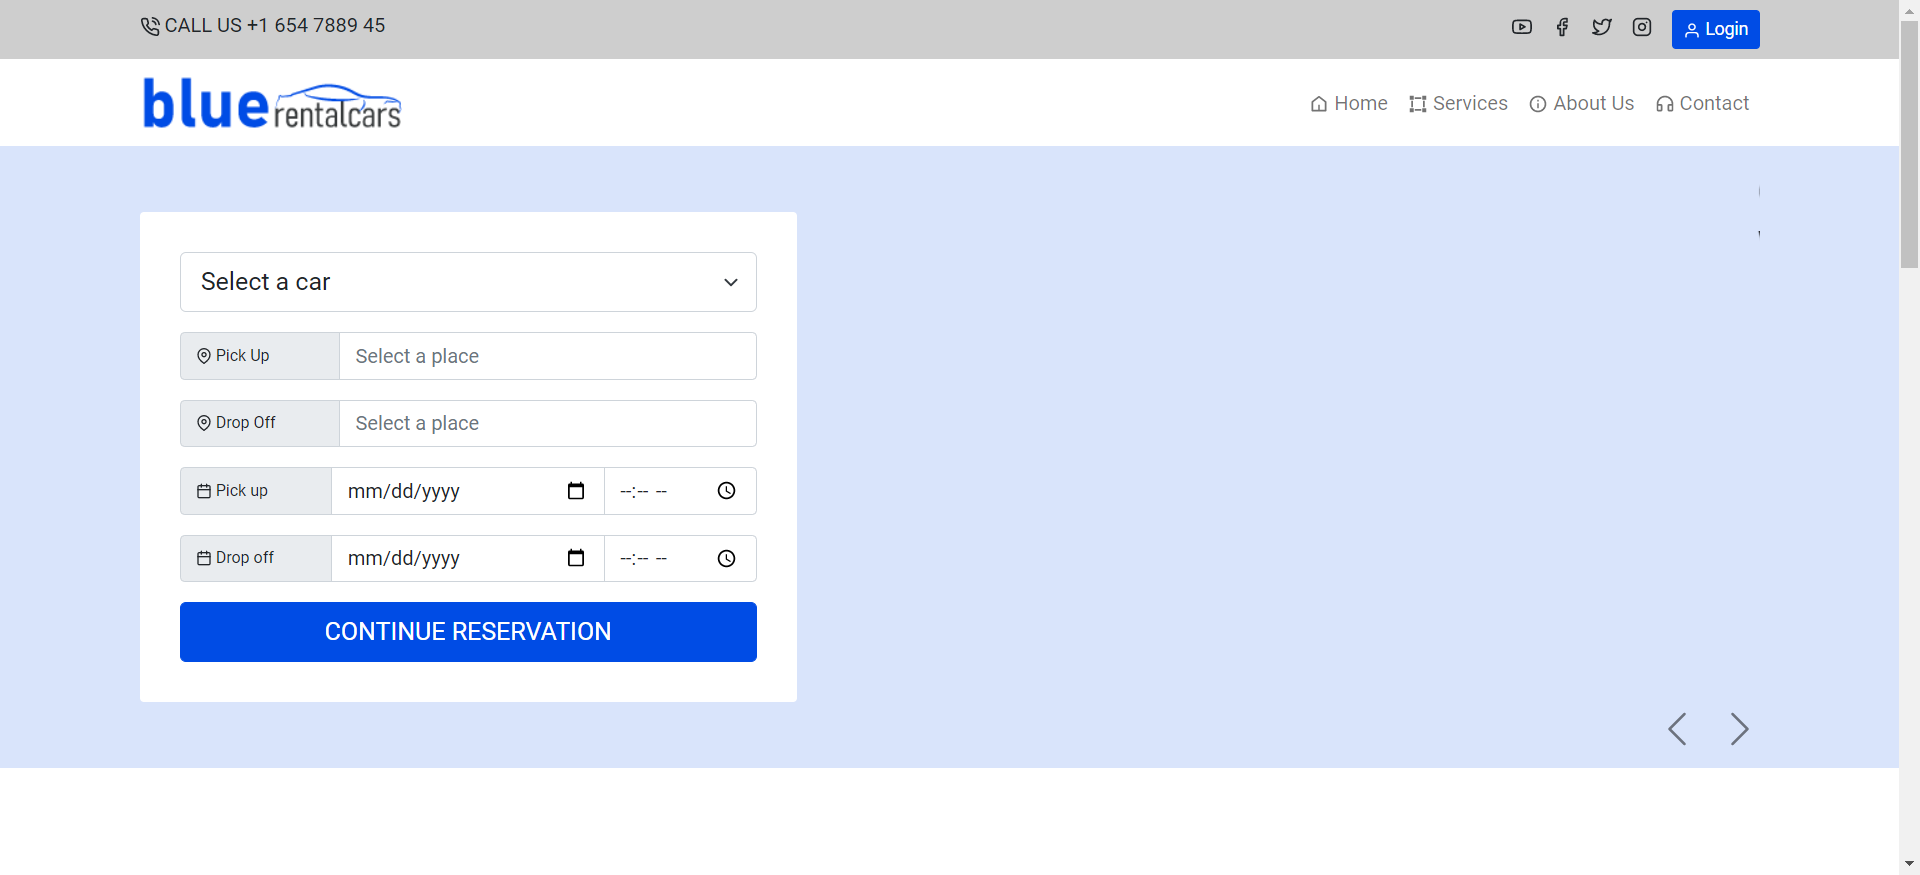 CALL US +1 654 7889 45
Login
blue rentalcars
Home
Services
About Us
Contact
Select a car
Pick Up
Select a place
Drop Off
Select a place
Pick up
mm/dd/yyyy
--:-- --
Drop off
mm/dd/yyyy
--:-- --
CONTINUE RESERVATION